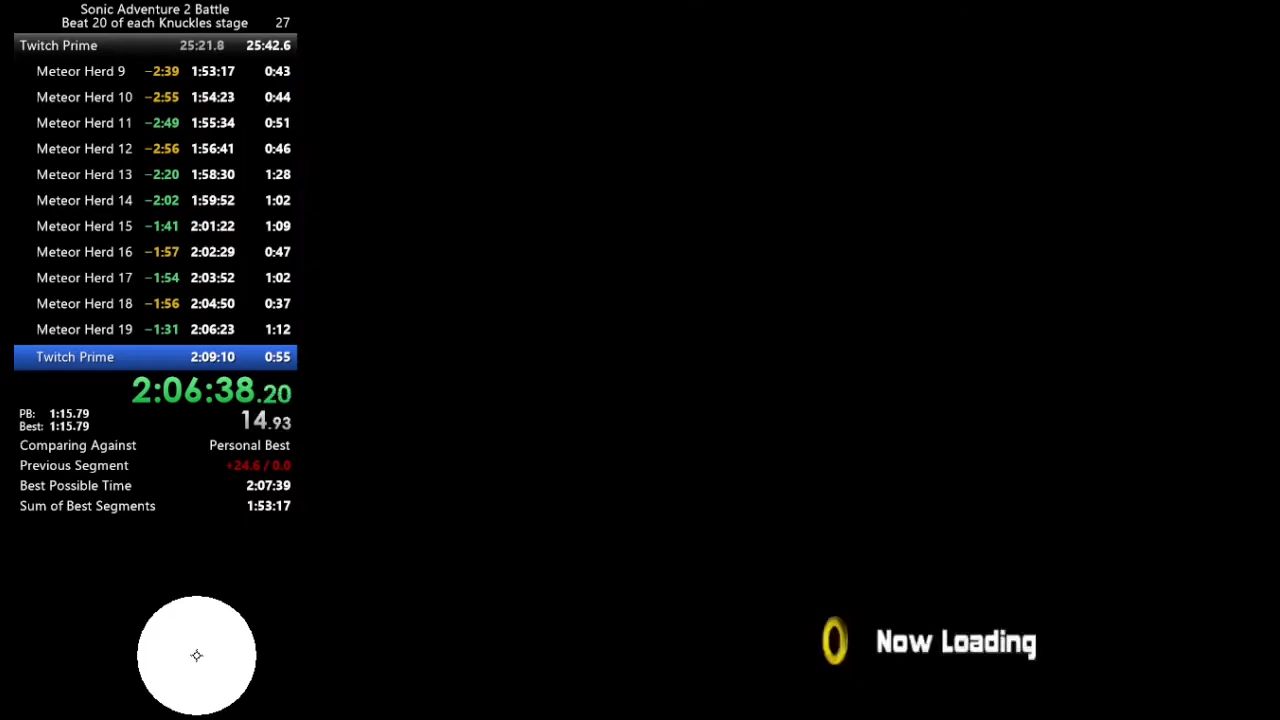 Sonic Adventure 2 Battle
Beat 20 of each Knuckles stage 27
Twitch Prime 25:21.8 25:42.6
Meteor Herd 9 −2:39 1:53:17 0:43
Meteor Herd 10 −2:55 1:54:23 0:44
Meteor Herd 11 −2:49 1:55:34 0:51
Meteor Herd 12 −2:56 1:56:41 0:46
Meteor Herd 13 −2:20 1:58:30 1:28
Meteor Herd 14 −2:02 1:59:52 1:02
Meteor Herd 15 −1:41 2:01:22 1:09
Meteor Herd 16 −1:57 2:02:29 0:47
Meteor Herd 17 −1:54 2:03:52 1:02
Meteor Herd 18 −1:56 2:04:50 0:37
Meteor Herd 19 −1:31 2:06:23 1:12
Twitch Prime 2:09:10 0:55
2:06:38.20
PB: 1:15.79 14.93
Best: 1:15.79
Comparing Against Personal Best
Previous Segment +24.6 / 0.0
Best Possible Time 2:07:39
Sum of Best Segments 1:53:17
Now Loading